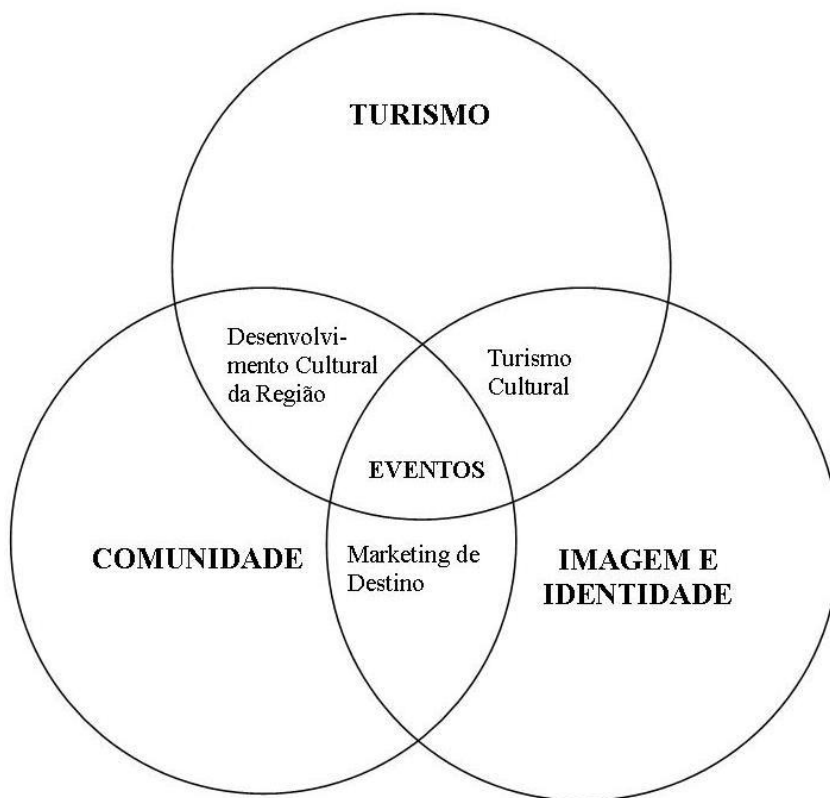 TURISMO
Desenvolvi-
mento Cultural
da Região
Turismo
Cultural
EVENTOS
COMUNIDADE
Marketing de
Destino
IMAGEM E
IDENTIDADE